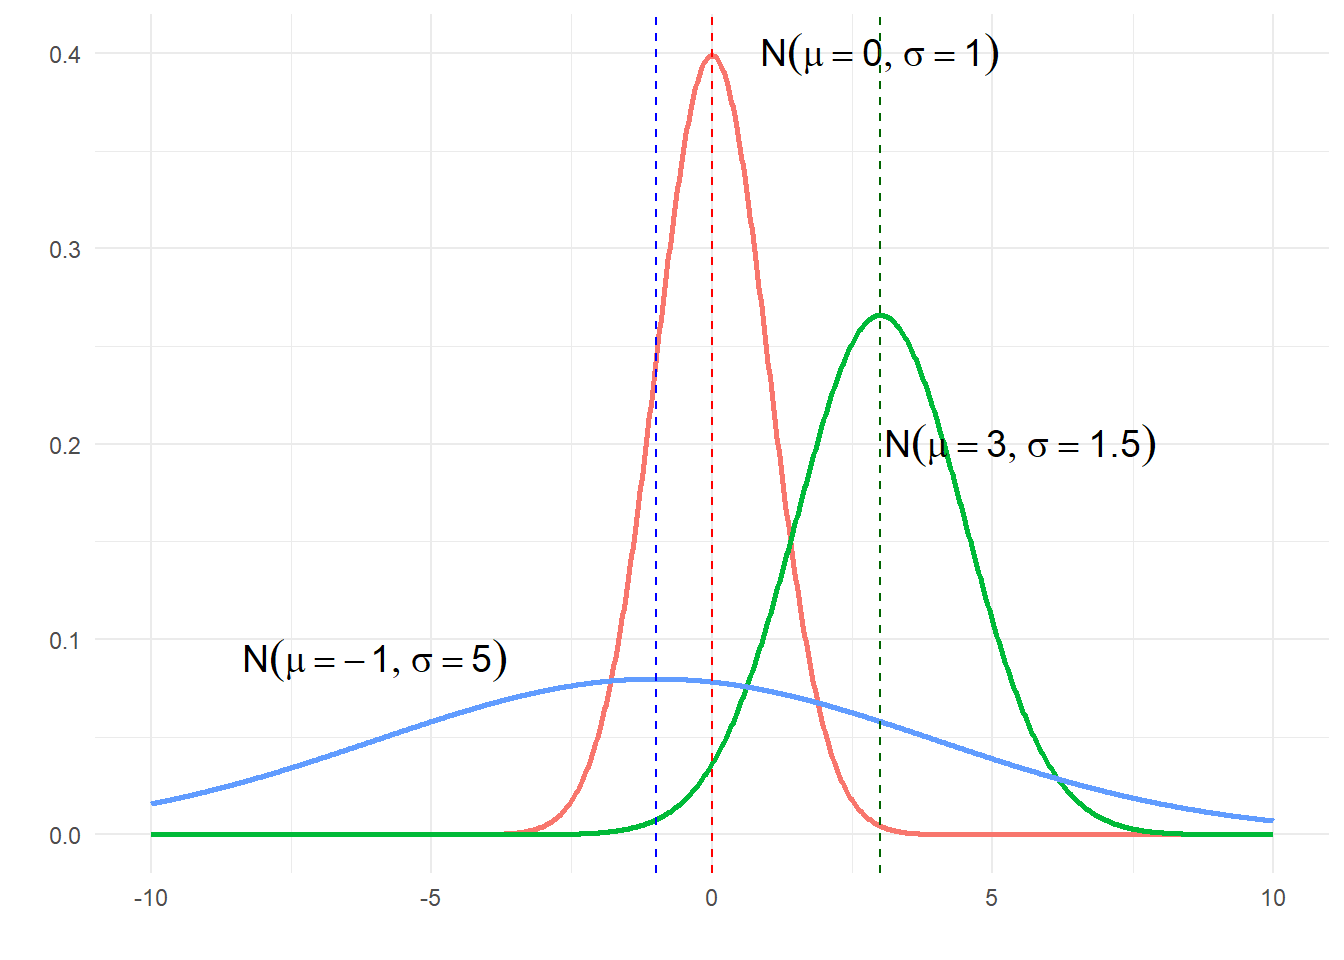 0.4
N(μ = 0, σ = 1)
0.3
0.2
N(μ = 3, σ = 1.5)
0.1
N(μ = − 1, σ = 5)
0.0
-10 -5 0 5 10